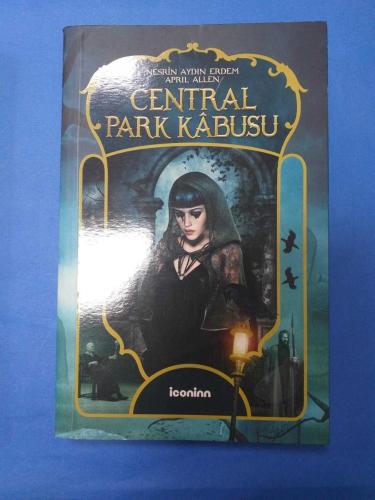 NESRİN AYDIN ERDEM
APRIL ALLEN
CENTRAL
PARK KÂBUSU
iconinn